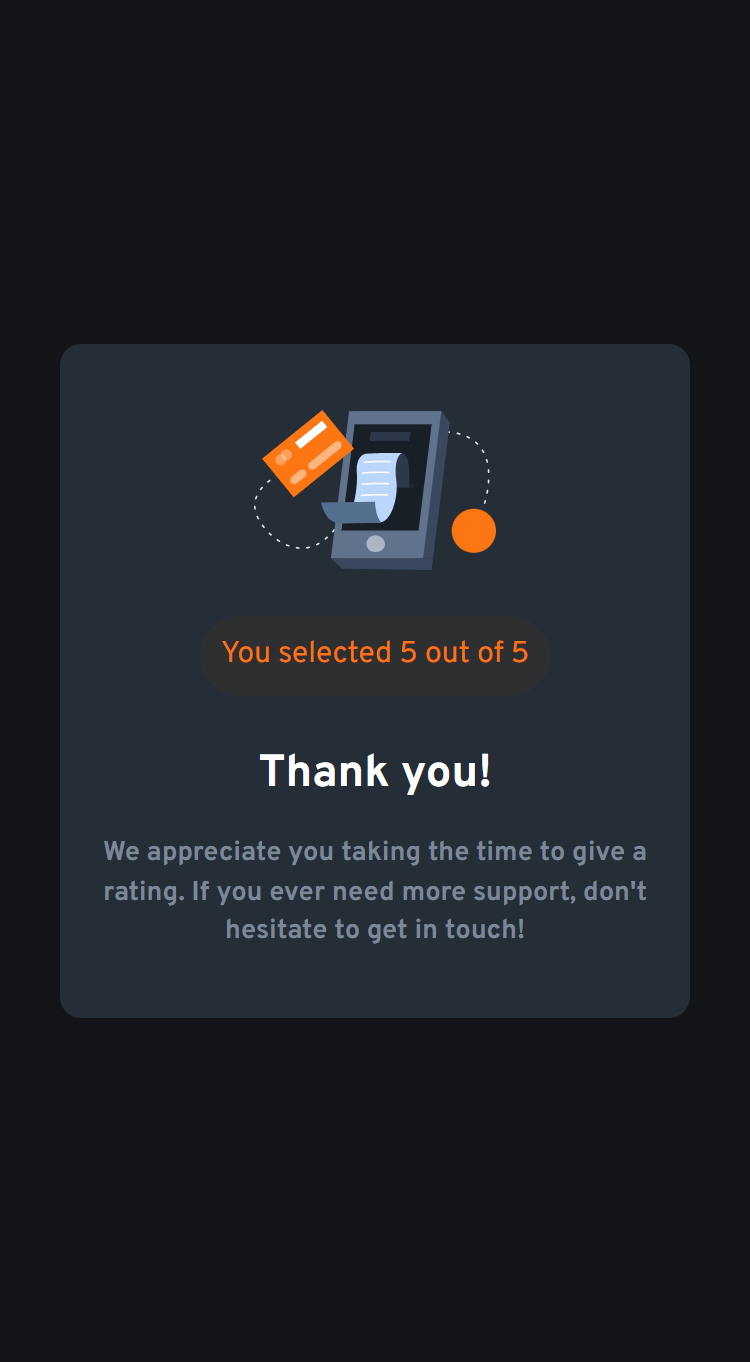 You selected 5 out of 5
Thank you!
We appreciate you taking the time to give a
rating. If you ever need more support, don't
hesitate to get in touch!